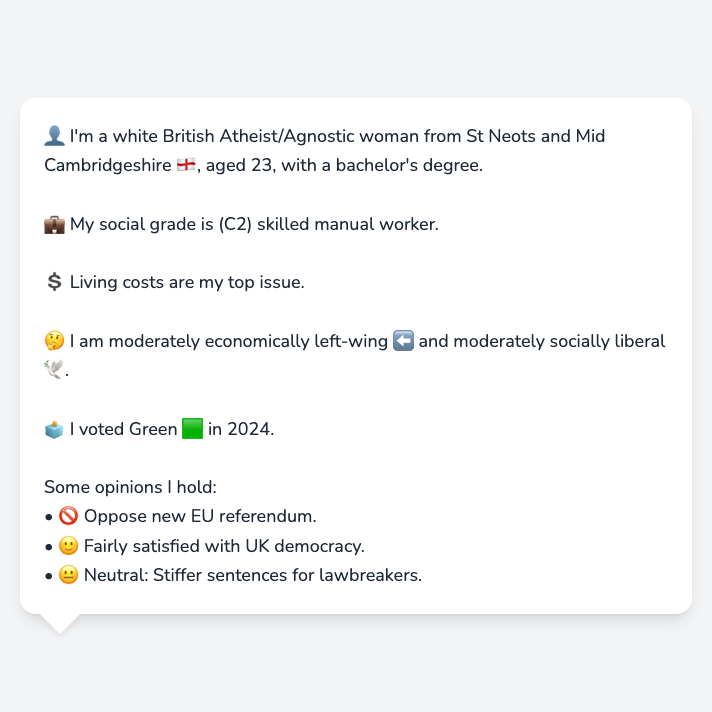 👤 I'm a white British Atheist/Agnostic woman from St Neots and Mid
Cambridgeshire 🏴󠁧󠁢󠁥󠁮󠁧󠁿, aged 23, with a bachelor's degree.
💼 My social grade is (C2) skilled manual worker.
💲 Living costs are my top issue.
🤔 I am moderately economically left-wing ⬅️ and moderately socially liberal
🕊️.
🗳️ I voted Green 🟩 in 2024.
Some opinions I hold:
• 🚫 Oppose new EU referendum.
• 🙂 Fairly satisfied with UK democracy.
• 😐 Neutral: Stiffer sentences for lawbreakers.